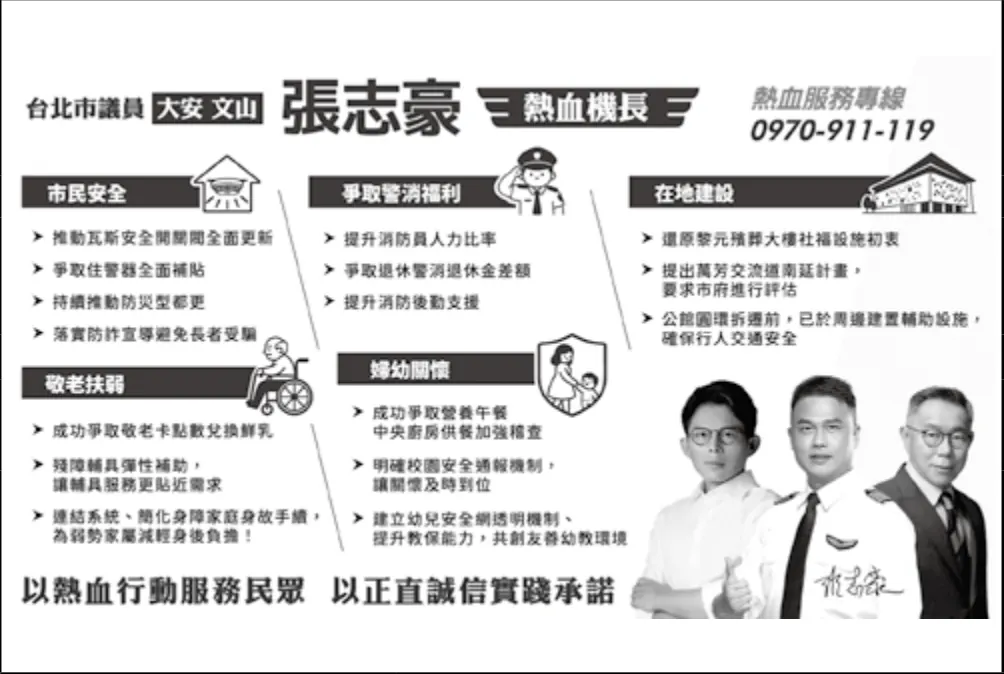 台北市議員 大安 文山 張志豪 熱血機長
熱血服務專線
0970-911-119
市民安全
➤ 推動瓦斯安全開關閥全面更新
➤ 爭取住警器全面補貼
➤ 持續推動防災型都更
➤ 落實防詐宣導避免長者受騙
爭取警消福利
➤ 提升消防員人力比率
➤ 爭取退休警消退休金差額
➤ 提升消防後勤支援
在地建設
➤ 還原黎元殯葬大樓社福設施初衷
➤ 提出萬芳交流道南延計畫，
要求市府進行評估
➤ 公館圓環拆遷前，已於周邊建置輔助設施，
確保行人交通安全
敬老扶弱
➤ 成功爭取敬老卡點數兌換鮮乳
➤ 殘障輔具彈性補助，
讓輔具服務更貼近需求
➤ 連結系統、簡化身障家庭身故手續，
為弱勢家屬減輕身後負擔！
婦幼關懷
➤ 成功爭取營養午餐
中央廚房供餐加強稽查
➤ 明確校園安全通報機制，
讓關懷及時到位
➤ 建立幼兒安全網透明機制、
提升教保能力，共創友善幼教環境
以熱血行動服務民眾 以正直誠信實踐承諾
張志豪